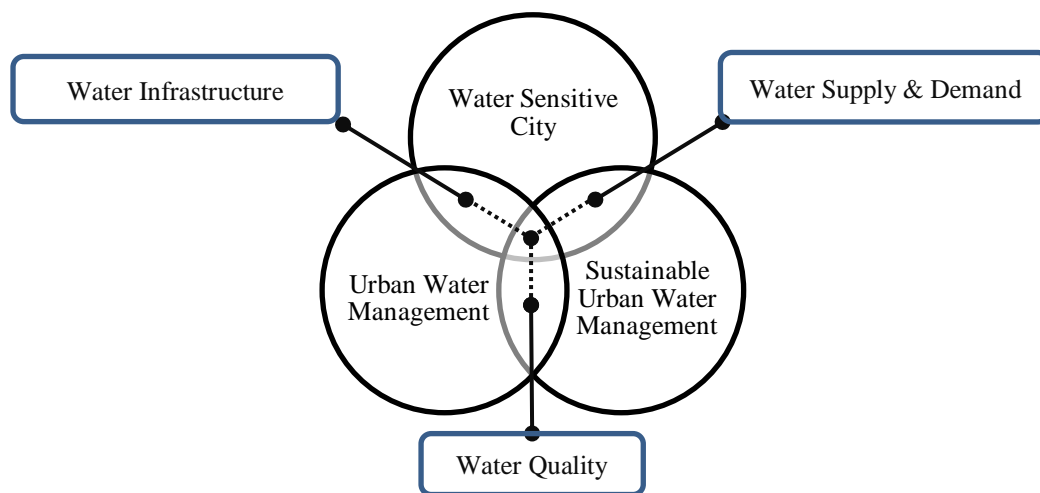 Water Infrastructure
Water Sensitive
City
Water Supply & Demand
Urban Water
Management
Sustainable
Urban Water
Management
Water Quality